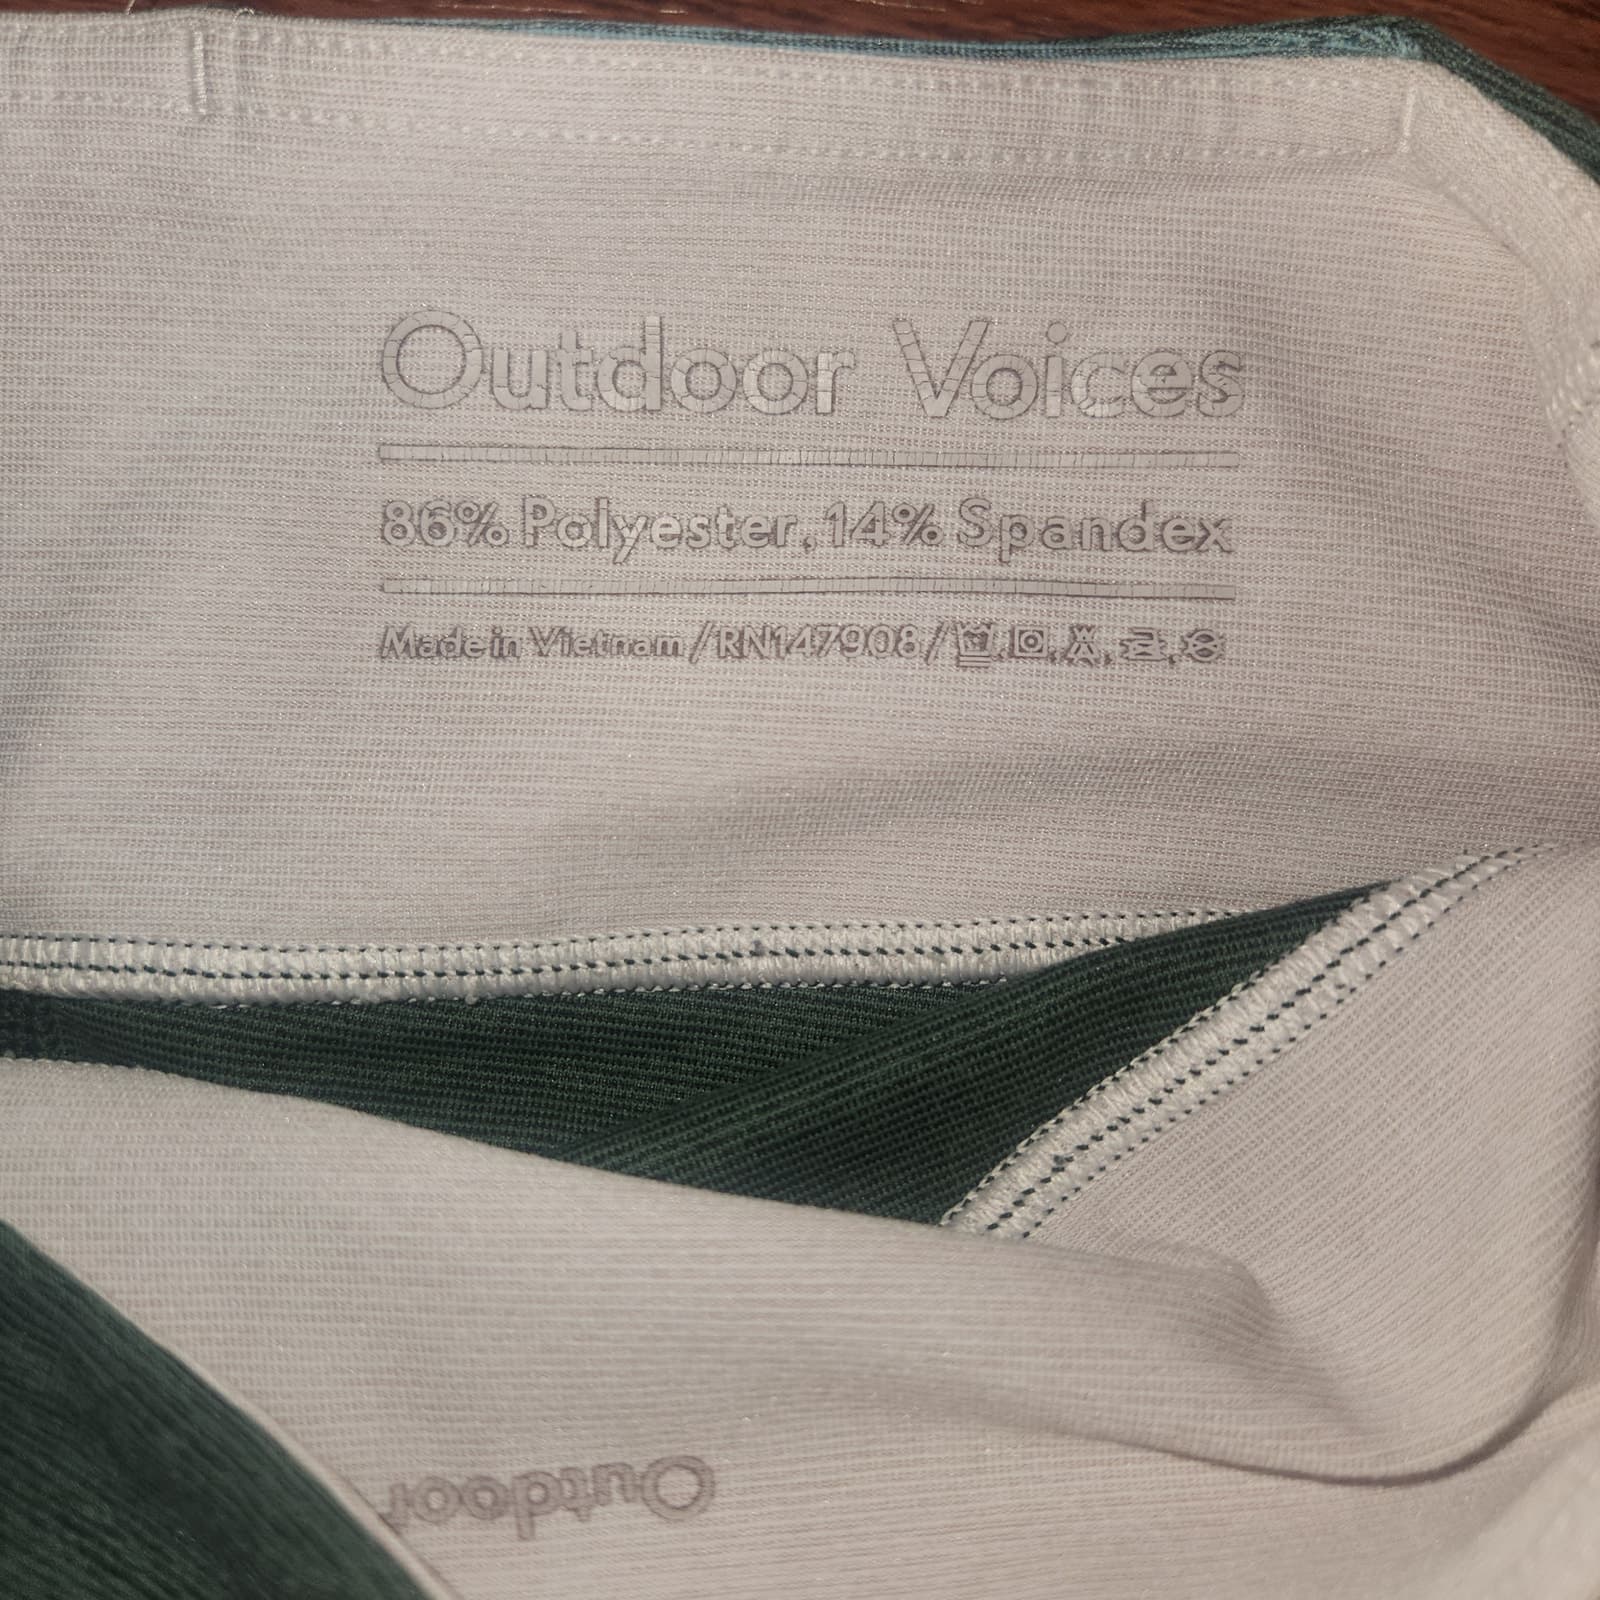 Outdoor Voices
86% Polyester, 14% Spandex
Made in Vietnam / RN147908 /
Outdoor